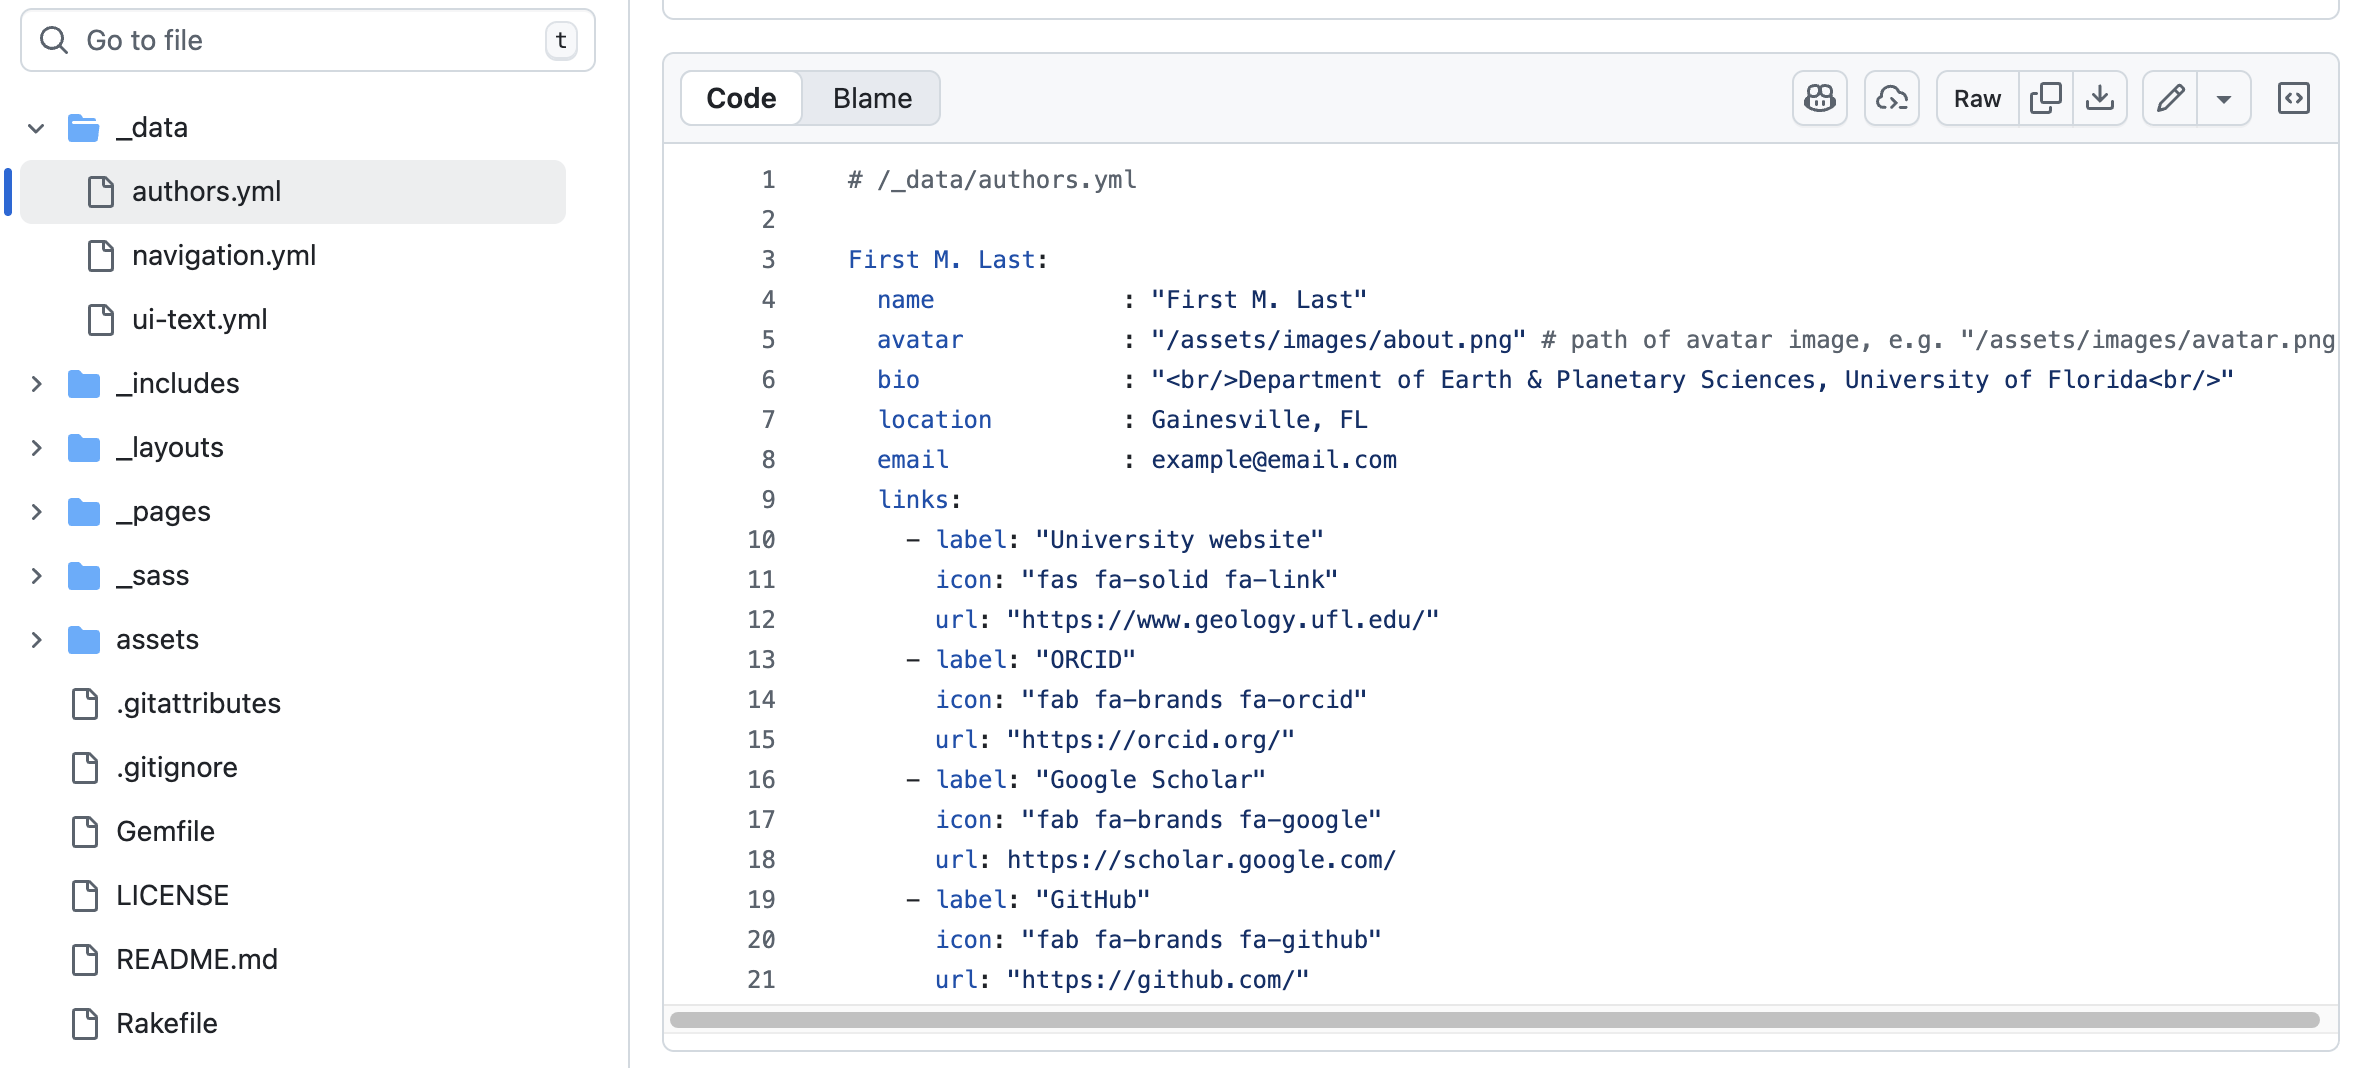 Go to file t
_data
authors.yml
navigation.yml
ui-text.yml
_includes
_layouts
_pages
_sass
assets
.gitattributes
.gitignore
Gemfile
LICENSE
README.md
Rakefile
Code Blame Raw
1 # /_data/authors.yml
2
3 First M. Last:
4 name : "First M. Last"
5 avatar : "/assets/images/about.png" # path of avatar image, e.g. "/assets/images/avatar.png
6 bio : "<br/>Department of Earth & Planetary Sciences, University of Florida<br/>"
7 location : Gainesville, FL
8 email : example@email.com
9 links:
10 - label: "University website"
11 icon: "fas fa-solid fa-link"
12 url: "https://www.geology.ufl.edu/"
13 - label: "ORCID"
14 icon: "fab fa-brands fa-orcid"
15 url: "https://orcid.org/"
16 - label: "Google Scholar"
17 icon: "fab fa-brands fa-google"
18 url: https://scholar.google.com/
19 - label: "GitHub"
20 icon: "fab fa-brands fa-github"
21 url: "https://github.com/"